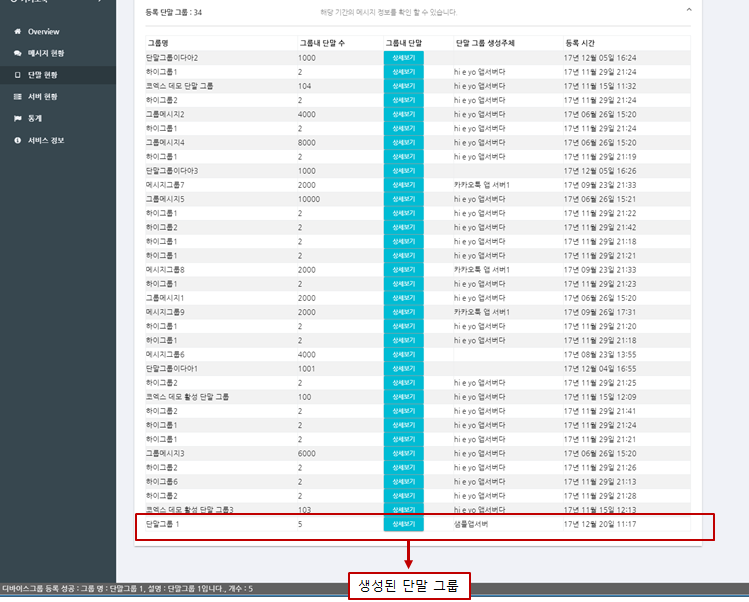 Overview
메시지 현황
단말 현황
서버 현황
통계
서비스 정보
등록 단말 그룹 : 34 해당 기간의 메시지 정보를 확인 할 수 있습니다.
그룹명 그룹내 단말 수 그룹내 단말 단말 그룹 생성주체 등록 시간
단말그룹이다아2 1000 상세보기 17년 12월 05일 16:24
하이그룹1 2 상세보기 hi e yo 앱서버다 17년 11월 29일 21:24
코엑스 데모 단말 그룹 104 상세보기 hi e yo 앱서버다 17년 11월 15일 11:32
하이그룹2 2 상세보기 hi e yo 앱서버다 17년 11월 29일 21:24
그룹메시지2 4000 상세보기 hi e yo 앱서버다 17년 06월 26일 15:20
하이그룹1 2 상세보기 hi e yo 앱서버다 17년 11월 29일 21:24
그룹메시지4 8000 상세보기 hi e yo 앱서버다 17년 06월 26일 15:20
하이그룹1 2 상세보기 hi e yo 앱서버다 17년 11월 29일 21:19
단말그룹이다아3 1000 상세보기 17년 12월 05일 16:26
메시지그룹7 2000 상세보기 카카오톡 앱 서버1 17년 09월 23일 21:33
그룹메시지5 10000 상세보기 hi e yo 앱서버다 17년 06월 26일 15:21
하이그룹1 2 상세보기 hi e yo 앱서버다 17년 11월 29일 21:22
하이그룹2 2 상세보기 hi e yo 앱서버다 17년 11월 29일 21:42
하이그룹1 2 상세보기 hi e yo 앱서버다 17년 11월 29일 21:18
하이그룹1 2 상세보기 hi e yo 앱서버다 17년 11월 29일 21:21
메시지그룹8 2000 상세보기 카카오톡 앱 서버1 17년 09월 23일 21:33
하이그룹1 2 상세보기 hi e yo 앱서버다 17년 11월 29일 21:23
그룹메시지1 2000 상세보기 hi e yo 앱서버다 17년 06월 26일 15:20
메시지그룹9 2000 상세보기 카카오톡 앱 서버1 17년 09월 26일 17:31
하이그룹1 2 상세보기 hi e yo 앱서버다 17년 11월 29일 21:20
하이그룹1 2 상세보기 hi e yo 앱서버다 17년 11월 29일 21:18
메시지그룹6 4000 상세보기 17년 08월 23일 13:55
단말그룹이다아1 1001 상세보기 17년 12월 04일 16:55
하이그룹2 2 상세보기 hi e yo 앱서버다 17년 11월 29일 21:25
코엑스 데모 활성 단말 그룹 100 상세보기 hi e yo 앱서버다 17년 11월 15일 12:09
하이그룹2 2 상세보기 hi e yo 앱서버다 17년 11월 29일 21:41
하이그룹1 2 상세보기 hi e yo 앱서버다 17년 11월 29일 21:24
하이그룹1 2 상세보기 hi e yo 앱서버다 17년 11월 29일 21:21
그룹메시지3 6000 상세보기 hi e yo 앱서버다 17년 06월 26일 15:20
하이그룹2 2 상세보기 hi e yo 앱서버다 17년 11월 29일 21:26
하이그룹6 2 상세보기 hi e yo 앱서버다 17년 11월 29일 21:13
하이그룹2 2 상세보기 hi e yo 앱서버다 17년 11월 29일 21:28
코엑스 데모 활성 단말 그룹3 103 상세보기 hi e yo 앱서버다 17년 11월 15일 12:13
단말그룹 1 5 상세보기 샘플앱서버 17년 12월 20일 11:17
생성된 단말 그룹
디바이스그룹 등록 성공 : 그룹 명 : 단말그룹 1, 설명 : 단말그룹 1입니다., 개수 : 5